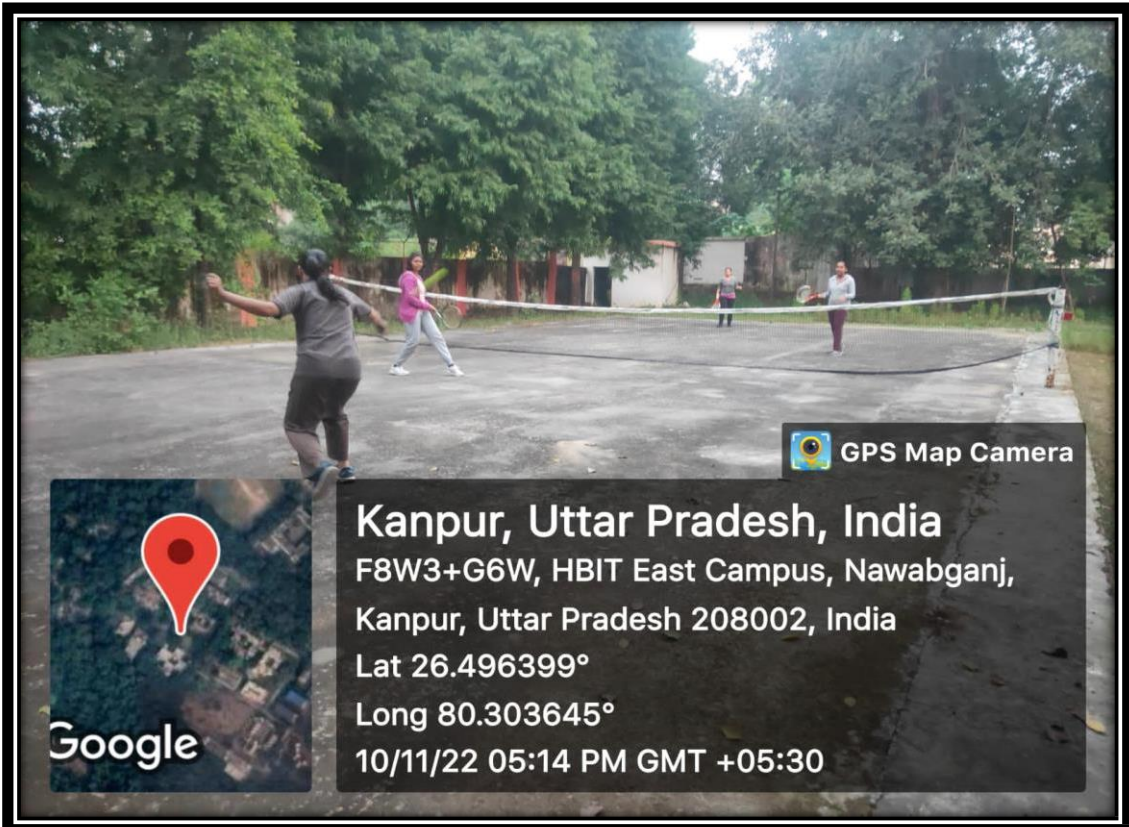 GPS Map Camera
Kanpur, Uttar Pradesh, India
F8W3+G6W, HBIT East Campus, Nawabganj,
Kanpur, Uttar Pradesh 208002, India
Lat 26.496399°
Long 80.303645°
10/11/22 05:14 PM GMT +05:30
Google